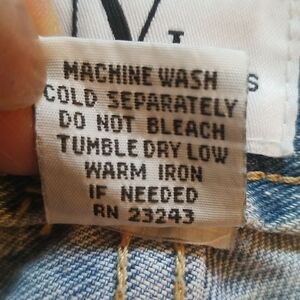 MACHINE WASH
COLD SEPARATELY
DO NOT BLEACH
TUMBLE DRY LOW
WARM IRON
IF NEEDED
RN 23243